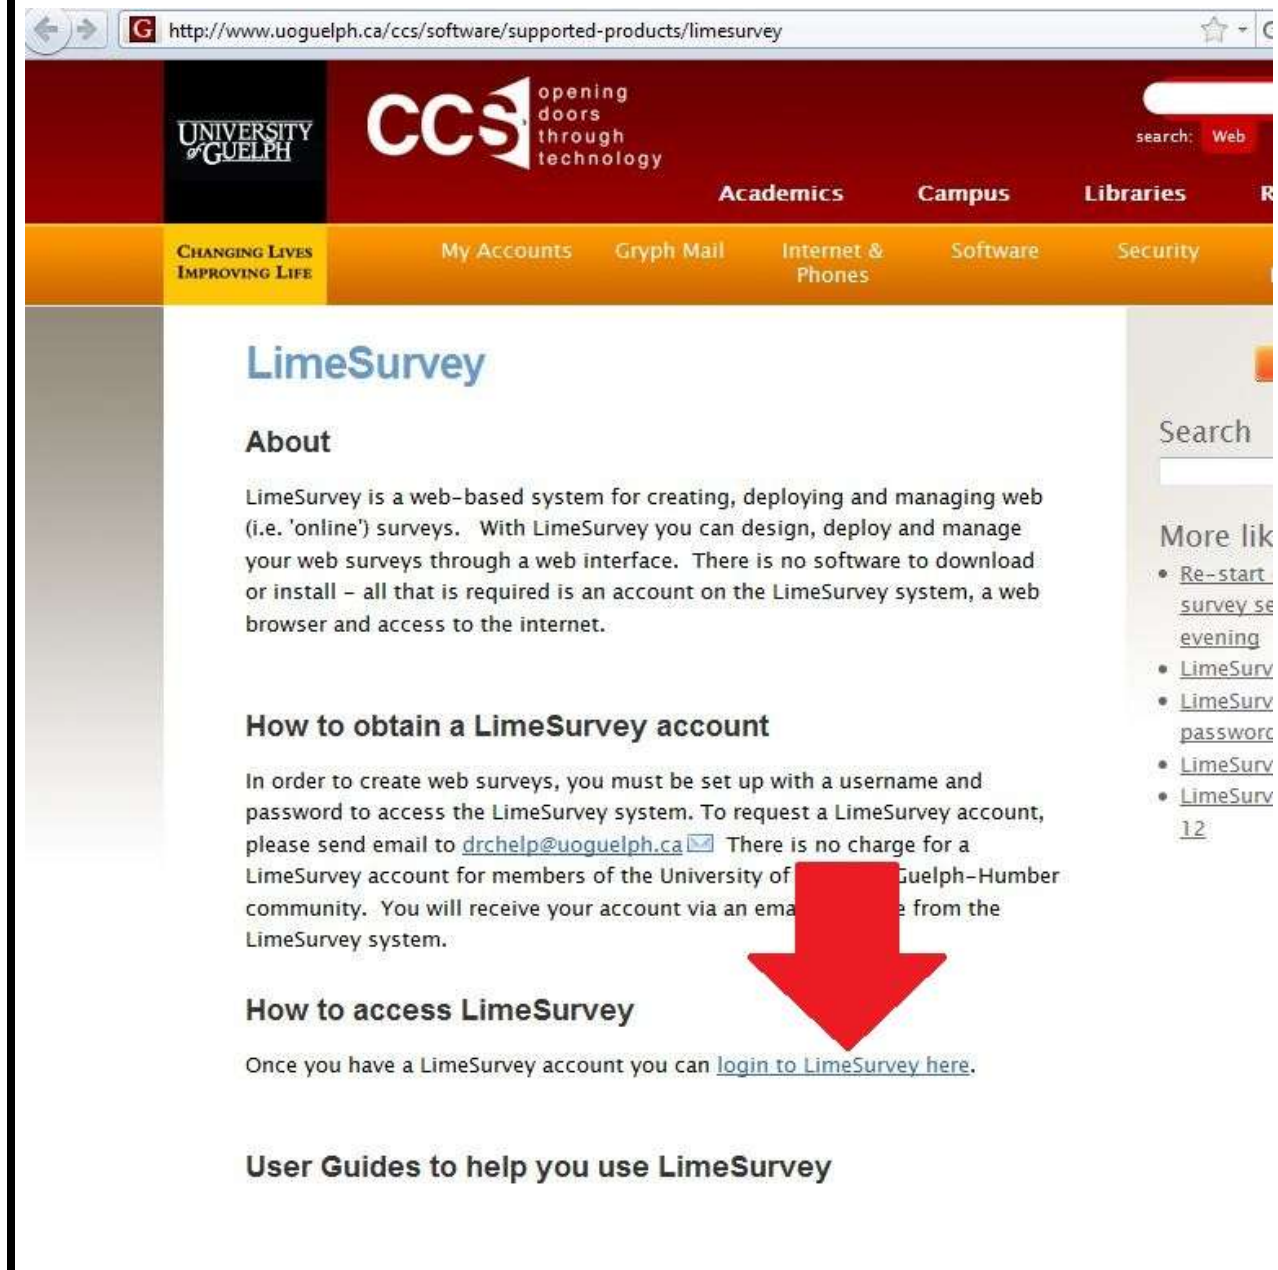 G http://www.uoguelph.ca/ccs/software/supported-products/limesurvey
UNIVERSITY
of GUELPH
CCS
opening
doors
through
technology
search: Web
Academics Campus Libraries
CHANGING LIVES
IMPROVING LIFE
My Accounts Gryph Mail Internet & Phones Software Security
LimeSurvey
About
LimeSurvey is a web-based system for creating, deploying and managing web
(i.e. 'online') surveys. With LimeSurvey you can design, deploy and manage
your web surveys through a web interface. There is no software to download
or install – all that is required is an account on the LimeSurvey system, a web
browser and access to the internet.
How to obtain a LimeSurvey account
In order to create web surveys, you must be set up with a username and
password to access the LimeSurvey system. To request a LimeSurvey account,
please send email to drchelp@uoguelph.ca There is no charge for a
LimeSurvey account for members of the University of Guelph-Humber
community. You will receive your account via an from the
LimeSurvey system.
How to access LimeSurvey
Once you have a LimeSurvey account you can login to LimeSurvey here.
User Guides to help you use LimeSurvey
Search
More
• Re-start
survey
evening
•
•
•
•
12